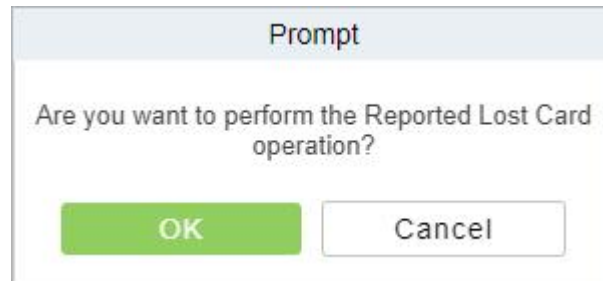 Prompt
Are you want to perform the Reported Lost Card
operation?
OK
Cancel